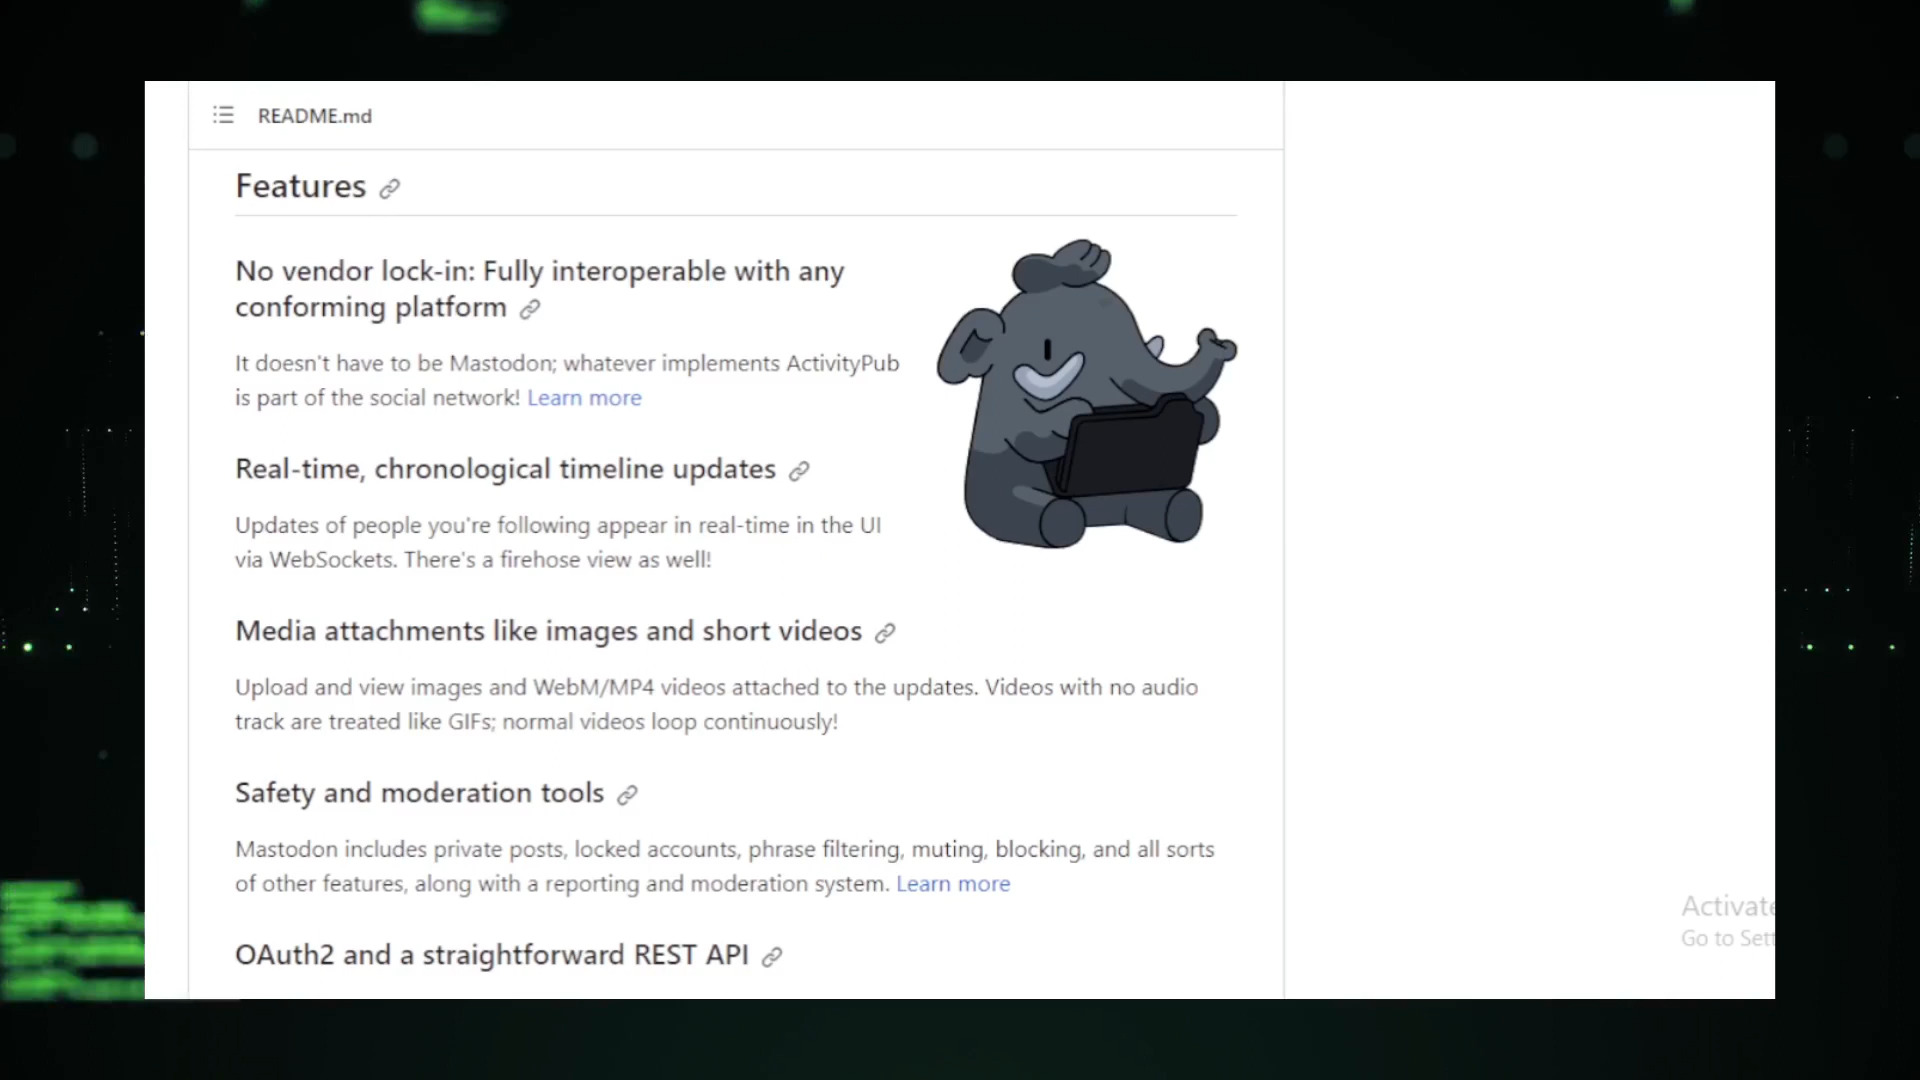 README.md
Features
No vendor lock-in: Fully interoperable with any
conforming platform
It doesn't have to be Mastodon; whatever implements ActivityPub
is part of the social network! Learn more
Real-time, chronological timeline updates
Updates of people you're following appear in real-time in the UI
via WebSockets. There's a firehose view as well!
Media attachments like images and short videos
Upload and view images and WebM/MP4 videos attached to the updates. Videos with no audio
track are treated like GIFs; normal videos loop continuously!
Safety and moderation tools
Mastodon includes private posts, locked accounts, phrase filtering, muting, blocking, and all sorts
of other features, along with a reporting and moderation system. Learn more
OAuth2 and a straightforward REST API
Activate
Go to Sett